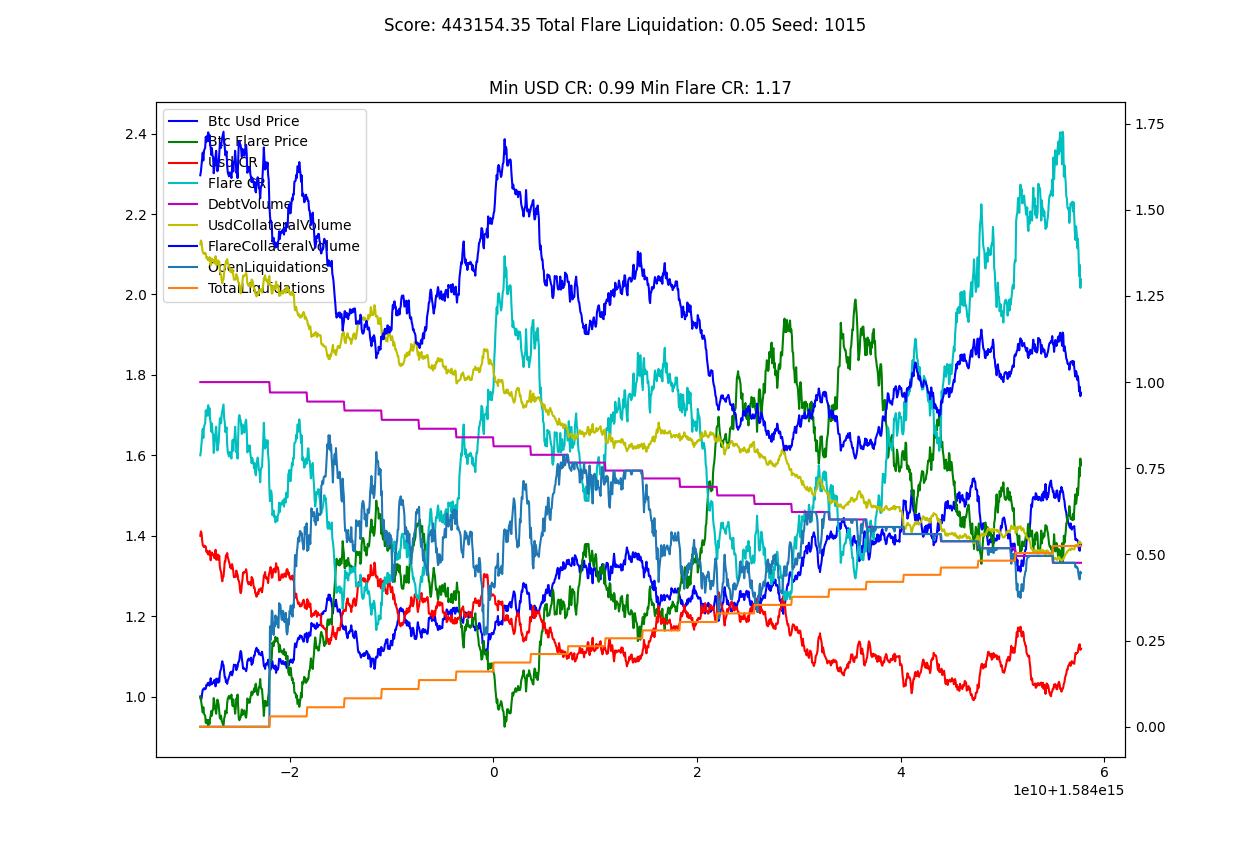 Score: 443154.35 Total Flare Liquidation: 0.05 Seed: 1015
Min USD CR: 0.99 Min Flare CR: 1.17
Btc Usd Price
Btc Flare Price
Usd CR
Flare CR
DebtVolume
UsdCollateralVolume
FlareCollateralVolume
OpenLiquidations
TotalLiquidations
2.4
2.2
2.0
1.8
1.6
1.4
1.2
1.0
1.75
1.50
1.25
1.00
0.75
0.50
0.25
0.00
−2
0
2
4
6
1e10+1.584e15